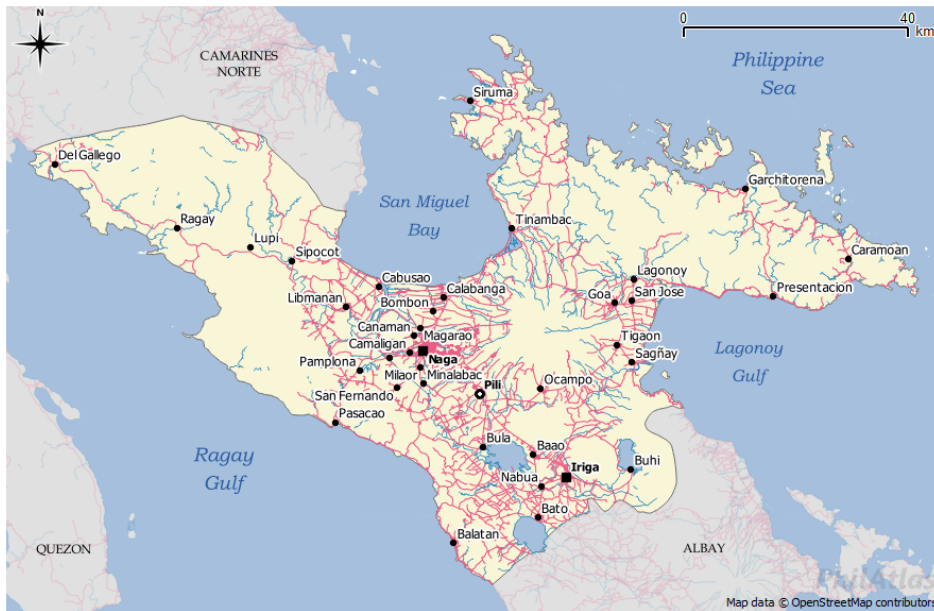 N
0 40
km
CAMARINES
NORTE
Philippine
Sea
Siruma
Del Gallego
Garchitorena
San Miguel
Bay
Ragay
Tinambac
Lupi
Sipocot
Caramoan
Cabusao
Lagonoy
Calabanga
Presentacion
Libmanan
Bombon
Goa
San Jose
Canaman
Magarao
Camaligan
Tigaon
Lagonoy
Gulf
Naga
Pamplona
Sagñay
Milaor
Minalabac
Pili
Ocampo
San Fernando
Pasacao
Bula
Baao
Ragay
Gulf
Iriga
Buhi
Nabua
Bato
Balatan
QUEZON
ALBAY
PhilAtlas
Map data © OpenStreetMap contributors